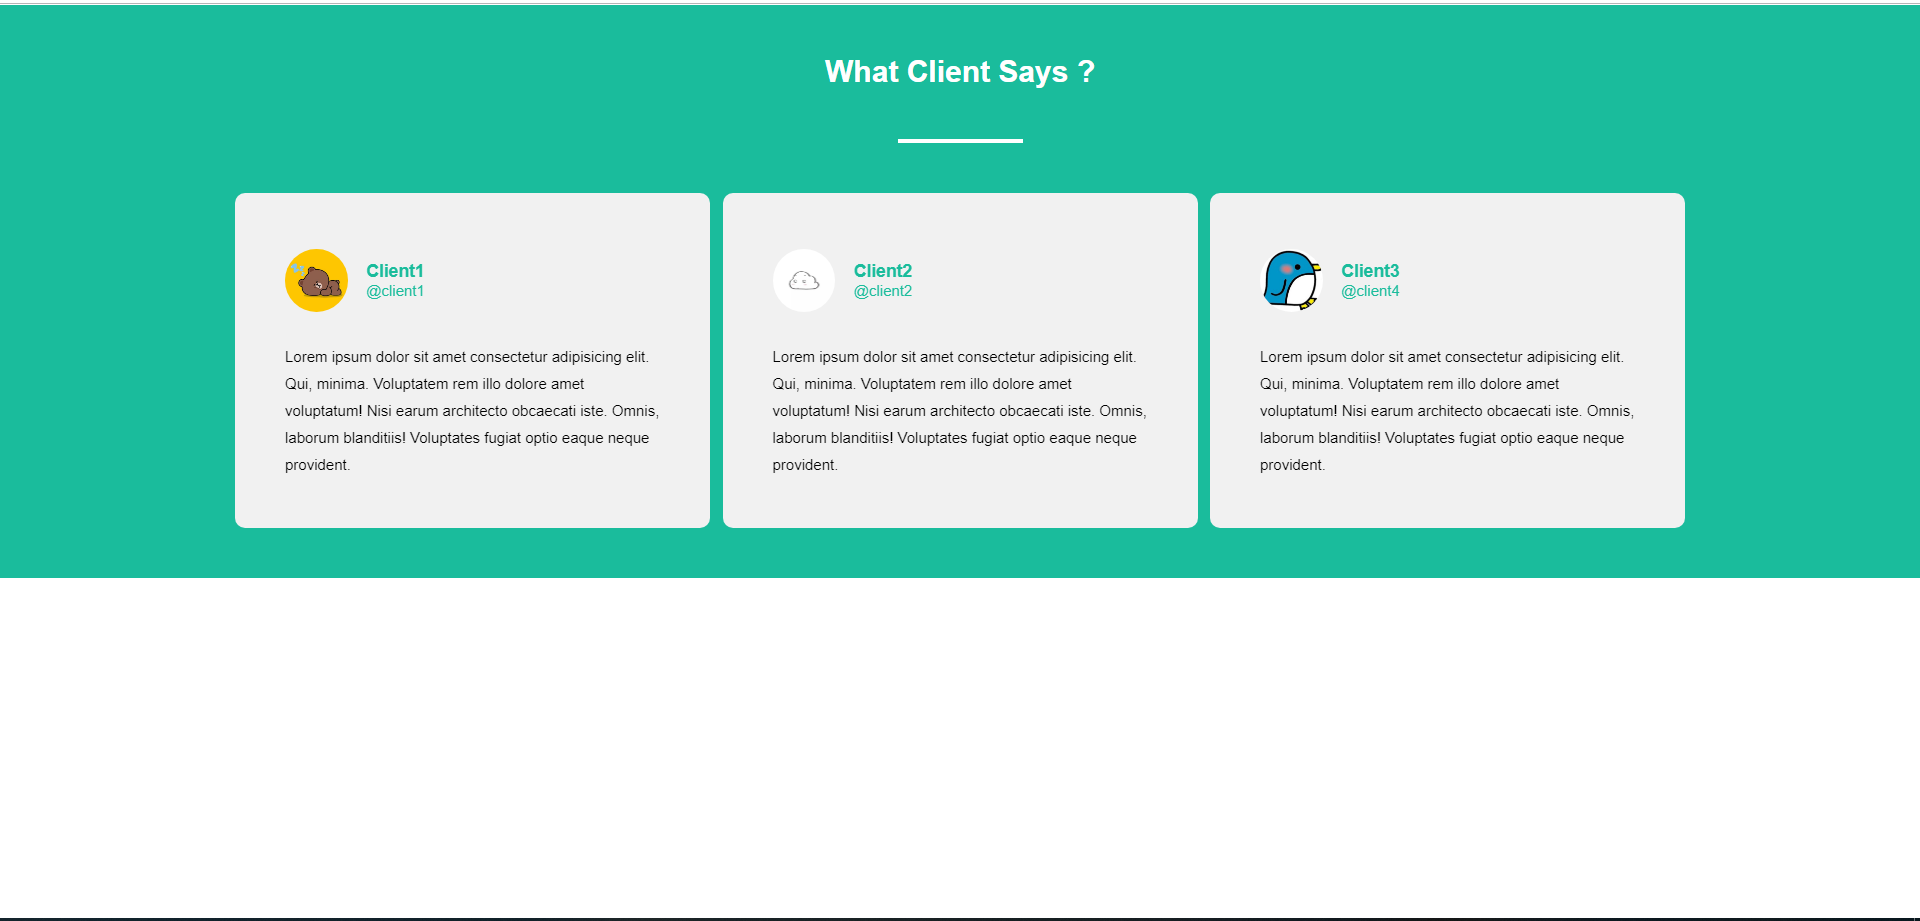 What Client Says ?
Client1
@client1
Lorem ipsum dolor sit amet consectetur adipisicing elit.
Qui, minima. Voluptatem rem illo dolore amet
voluptatum! Nisi earum architecto obcaecati iste. Omnis,
laborum blanditiis! Voluptates fugiat optio eaque neque
provident.
Client2
@client2
Lorem ipsum dolor sit amet consectetur adipisicing elit.
Qui, minima. Voluptatem rem illo dolore amet
voluptatum! Nisi earum architecto obcaecati iste. Omnis,
laborum blanditiis! Voluptates fugiat optio eaque neque
provident.
Client3
@client4
Lorem ipsum dolor sit amet consectetur adipisicing elit.
Qui, minima. Voluptatem rem illo dolore amet
voluptatum! Nisi earum architecto obcaecati iste. Omnis,
laborum blanditiis! Voluptates fugiat optio eaque neque
provident.